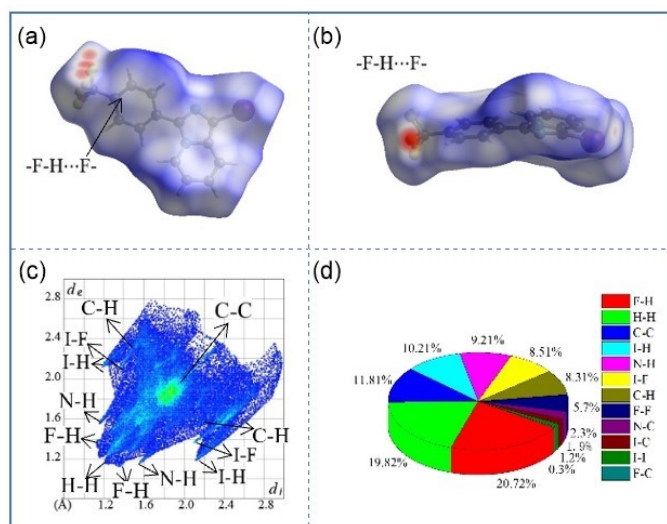 (a)
-F-H···F-
(b)
-F-H···F-
(c)
2.8
de
C-H
C-C
2.4
I-F
I-H
2.0
N-H
1.6
F-H
C-H
I-F
1.2
H-H
F-H
N-H
I-H
(Å)
1.2
1.6
2.0
2.4
di
2.8
(d)
9.21%
8.51%
10.21%
8.31%
11.81%
5.7%
2.3%
1.9%
1.2%
0.3%
19.82%
20.72%
F-H
H-H
C-C
I-H
N-H
I-F
C-H
F-F
N-C
I-C
I-I
F-C